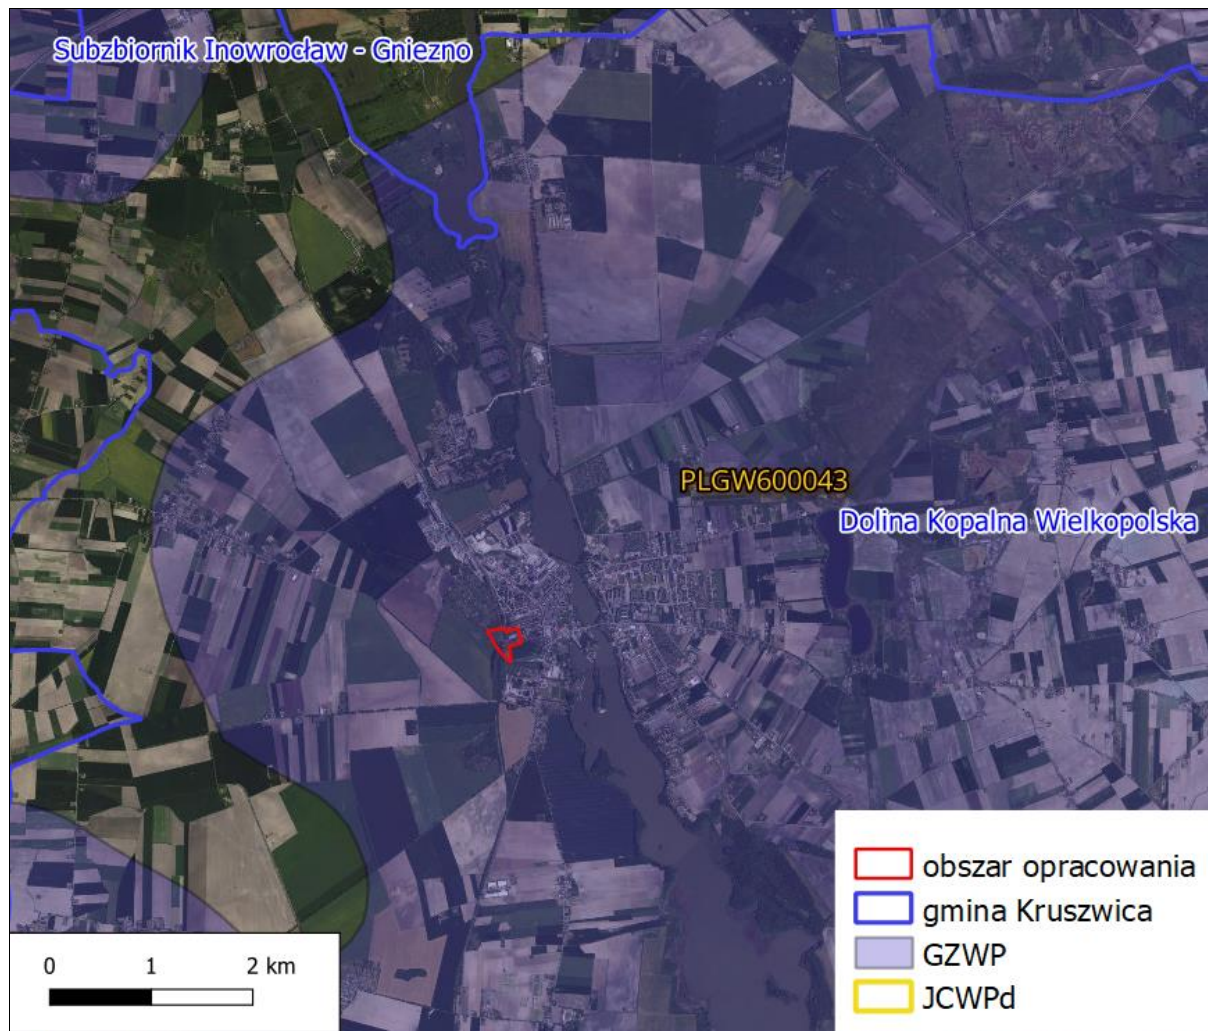 Subzbiornik Inowrocław - Gniezno
PLGW600043
Dolina Kopalna Wielkopolska
obszar opracowania
gmina Kruszwica
GZWP
JCWPd
0 1 2 km